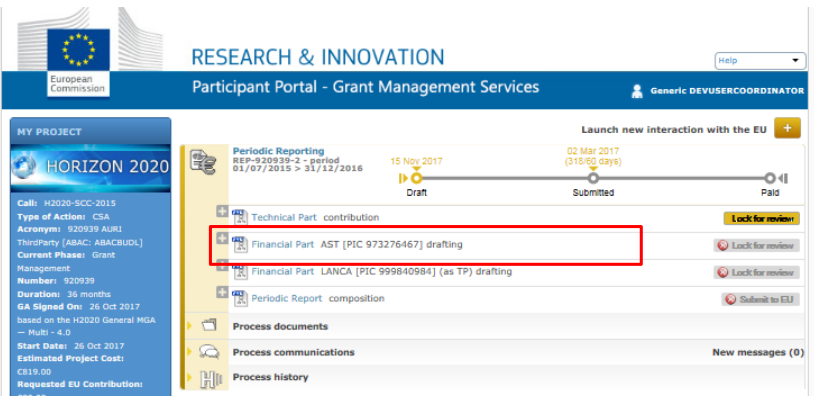 RESEARCH & INNOVATION
Help
European
Commission
Participant Portal - Grant Management Services
Generic DEVUSERCOORDINATOR
Launch new interaction with the EU +
MY PROJECT
HORIZON 2020
Call: H2020-SCC-2015
Type of Action: CSA
Acronym: 920939 AURI
ThirdParty [ABAC: ABACBUDL]
Current Phase: Grant
Management
Number: 920939
Duration: 36 months
GA Signed On: 26 Oct 2017
based on the H2020 General MGA
— Multi - 4.0
Start Date: 26 Oct 2017
Estimated Project Cost:
€819.00
Requested EU Contribution:
Periodic Reporting
REP-920939-2 - period
01/07/2015 > 31/12/2016
15 Nov 2017
02 Mar 2017
(318/60 days)
Draft
Submitted
Paid
Technical Part contribution
Lock for review
Financial Part AST [PIC 973276467] drafting
Lock for review
Financial Part LANCA [PIC 999840984] (as TP) drafting
Lock for review
Periodic Report composition
Submit to EU
Process documents
Process communications
New messages (0)
Process history